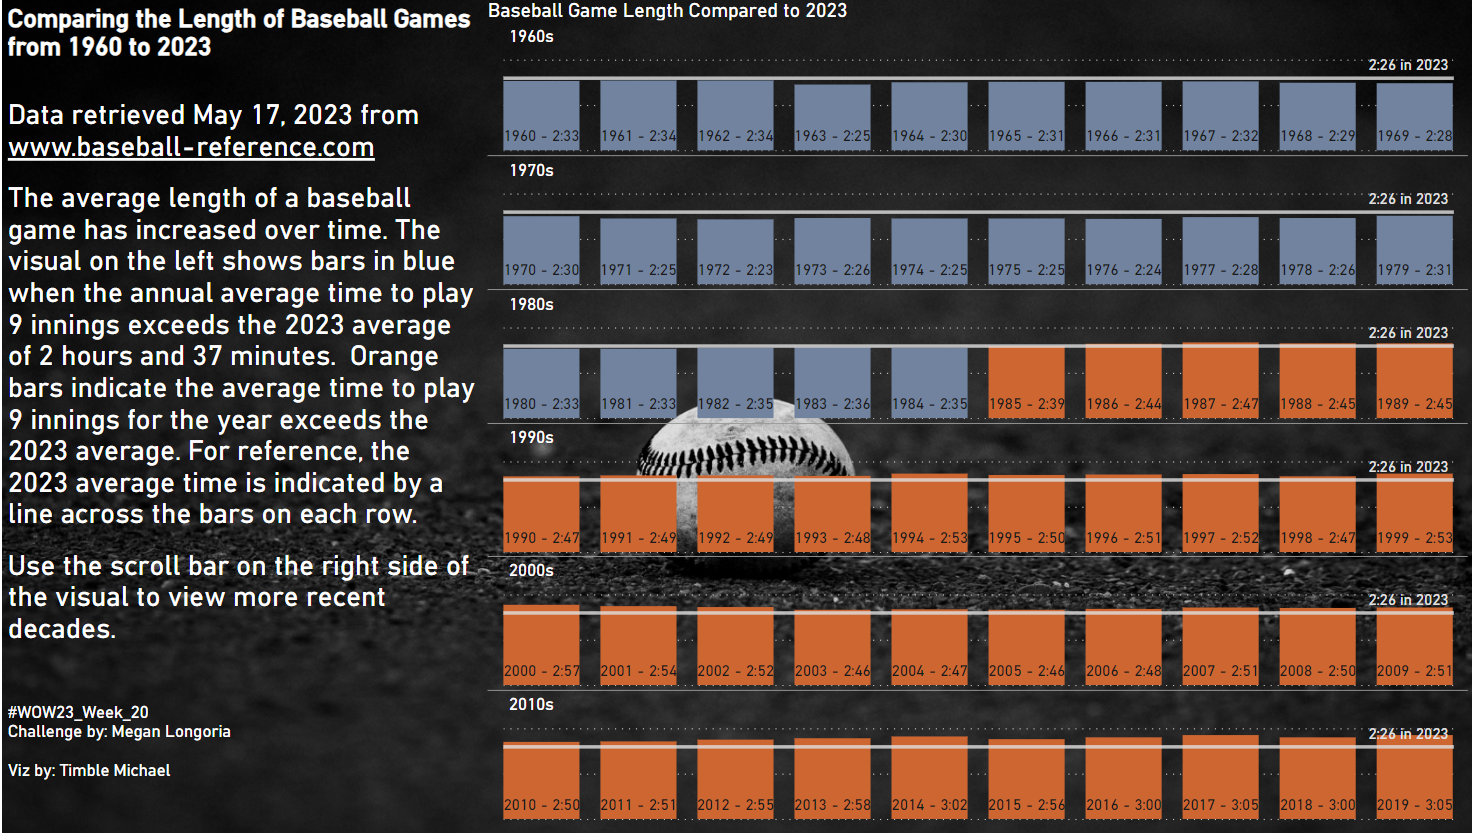 Comparing the Length of Baseball Games
from 1960 to 2023
Data retrieved May 17, 2023 from
www.baseball-reference.com
The average length of a baseball
game has increased over time. The
visual on the left shows bars in blue
when the annual average time to play
9 innings exceeds the 2023 average
of 2 hours and 37 minutes. Orange
bars indicate the average time to play
9 innings for the year exceeds the
2023 average. For reference, the
2023 average time is indicated by a
line across the bars on each row.
Use the scroll bar on the right side of
the visual to view more recent
decades.
#WOW23_Week_20
Challenge by: Megan Longoria
Viz by: Timble Michael
Baseball Game Length Compared to 2023
1960s
2:26 in 2023
1960 - 2:33 1961 - 2:34 1962 - 2:34 1963 - 2:25 1964 - 2:30 1965 - 2:31 1966 - 2:31 1967 - 2:32 1968 - 2:29 1969 - 2:28
1970s
2:26 in 2023
1970 - 2:30 1971 - 2:25 1972 - 2:23 1973 - 2:26 1974 - 2:25 1975 - 2:25 1976 - 2:24 1977 - 2:28 1978 - 2:26 1979 - 2:31
1980s
2:26 in 2023
1980 - 2:33 1981 - 2:33 1982 - 2:35 1983 - 2:36 1984 - 2:35 1985 - 2:39 1986 - 2:44 1987 - 2:47 1988 - 2:45 1989 - 2:45
1990s
2:26 in 2023
1990 - 2:47 1991 - 2:49 1992 - 2:49 1993 - 2:48 1994 - 2:53 1995 - 2:50 1996 - 2:51 1997 - 2:52 1998 - 2:47 1999 - 2:53
2000s
2:26 in 2023
2000 - 2:57 2001 - 2:54 2002 - 2:52 2003 - 2:46 2004 - 2:47 2005 - 2:46 2006 - 2:48 2007 - 2:51 2008 - 2:50 2009 - 2:51
2010s
2:26 in 2023
2010 - 2:50 2011 - 2:51 2012 - 2:55 2013 - 2:58 2014 - 3:02 2015 - 2:56 2016 - 3:00 2017 - 3:05 2018 - 3:00 2019 - 3:05